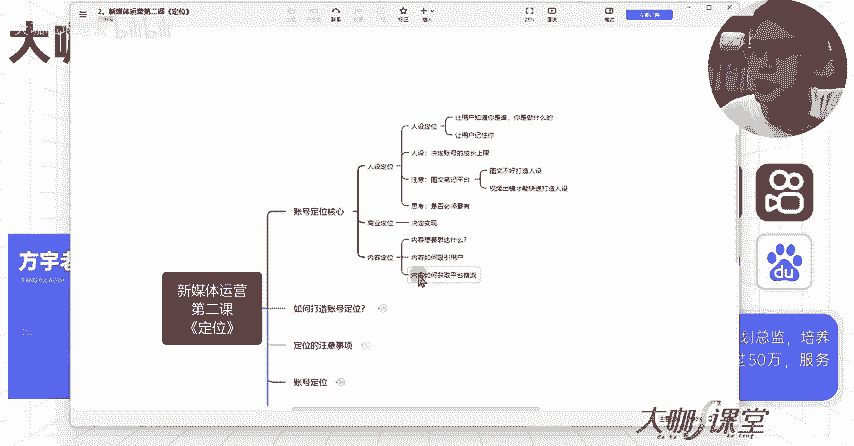 2、新媒体运营第二课《定位》
大咖
人设定位
让用户知道你是谁，你是做什么的
让用户记住你
人设：决定账号的成长上限
人设定位
注意：图文笔记平台
图文不好打造人设
视频出镜才能快速打造人设
思考：是否必须要有
账号定位核心
商业定位
决定变现
内容想要表达什么？
内容定位
内容如何吸引用户
内容如何获取平台推流
方宇老
新媒体运营
第二课
《定位》
如何打造账号定位？
定位的注意事项
账号定位
du
划总监，培养
过50万，服务
大咖课堂